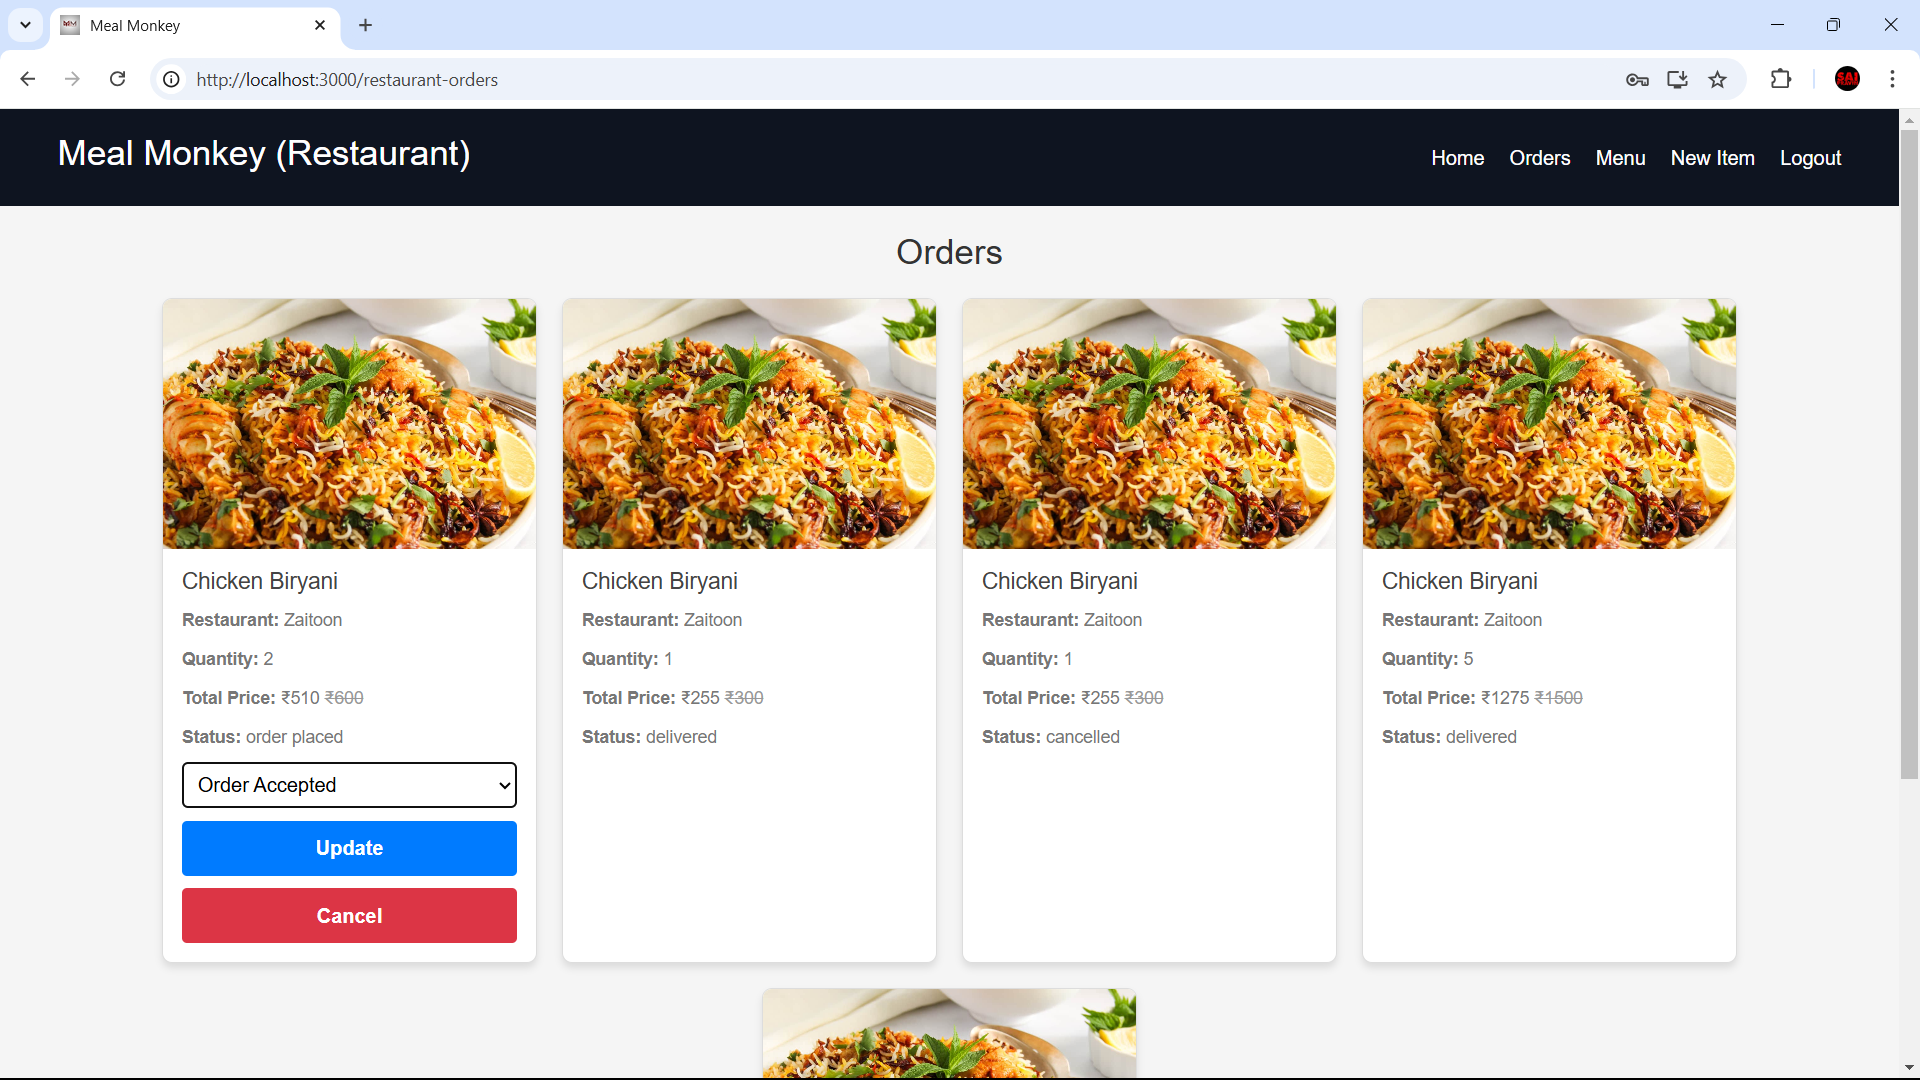 Meal Monkey
http://localhost:3000/restaurant-orders
SAI
Meal Monkey (Restaurant)
Home Orders Menu New Item Logout
Orders
Chicken Biryani
Restaurant: Zaitoon
Quantity: 2
Total Price: ₹510 ₹600
Status: order placed
Order Accepted
Update
Cancel
Chicken Biryani
Restaurant: Zaitoon
Quantity: 1
Total Price: ₹255 ₹300
Status: delivered
Chicken Biryani
Restaurant: Zaitoon
Quantity: 1
Total Price: ₹255 ₹300
Status: cancelled
Chicken Biryani
Restaurant: Zaitoon
Quantity: 5
Total Price: ₹1275 ₹1500
Status: delivered